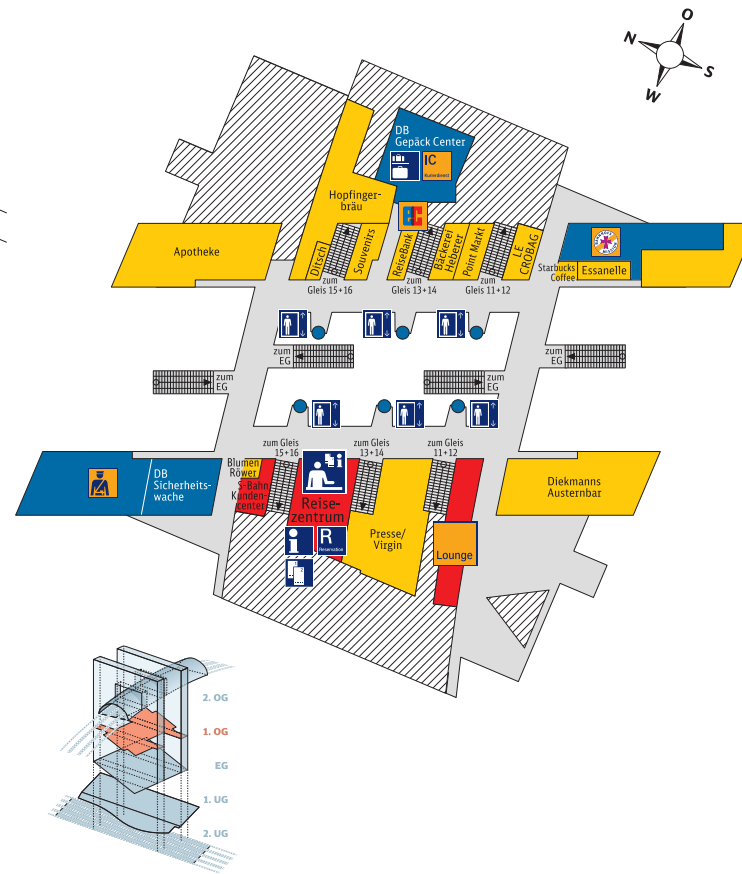 O
N
S
W
DB
Gepäck Center
IC
Kurierdienst
Hopfinger-
bräu
ec
Apotheke
Ditsch
Souvenirs
ReiseBank
Bäckerei
Heberer
Point Markt
LE
CROBAG
Starbucks
Coffee
Essanelle
zum
Gleis 15+16
zum
Gleis 13+14
zum
Gleis 11+12
zum
EG
zum
EG
zum
EG
zum
EG
zum Gleis
15+16
zum Gleis
13+14
zum Gleis
11+12
DB
Sicherheits-
wache
Blumen
Röwer
S-Bahn
Kunden-
center
i
Reise-
zentrum
i
R
Reservation
Presse/
Virgin
Lounge
Diekmanns
Austernbar
2. OG
1. OG
EG
1. UG
2. UG